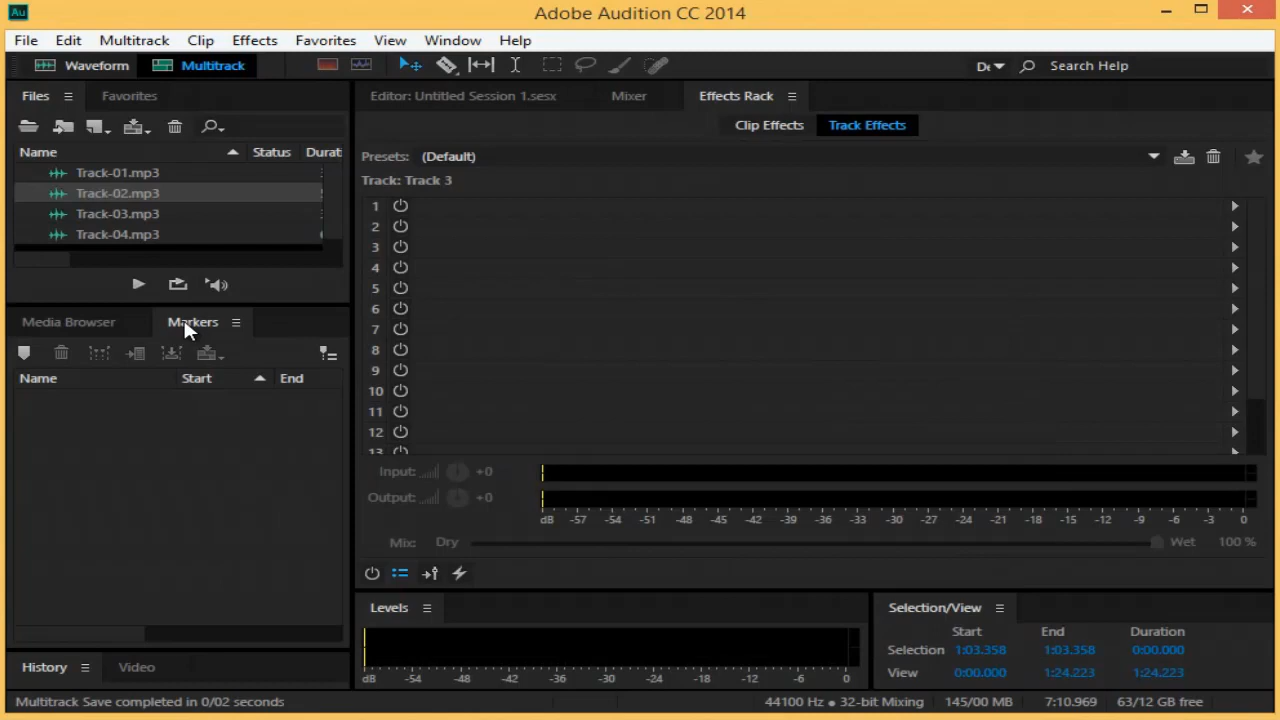 Au Adobe Audition CC 2014
File Edit Multitrack Clip Effects Favorites View Window Help
Waveform Multitrack Search Help
Files Favorites
Editor: Untitled Session 1.sesx Mixer Effects Rack
Clip Effects Track Effects
Name Status Durat
Presets: (Default)
Track-01.mp3
Track: Track 3
Track-02.mp3
Track-03.mp3
Track-04.mp3
1
2
3
4
5
6
7
8
9
10
11
12
13
Media Browser Markers
Name Start End
Input: +0
Output: +0
dB -57 -54 -51 -48 -45 -42 -39 -36 -33 -30 -27 -24 -21 -18 -15 -12 -9 -6 -3 0
Mix: Dry Wet 100 %
Levels
dB -54 -48 -42 -36 -30 -24 -18 -12 -6 0
Selection/View
Start End Duration
Selection 1:03.358 1:03.358 0:00.000
View 0:00.000 1:24.223 1:24.223
History Video
Multitrack Save completed in 0/02 seconds 44100 Hz ● 32-bit Mixing 145/00 MB 7:10.969 63/12 GB free